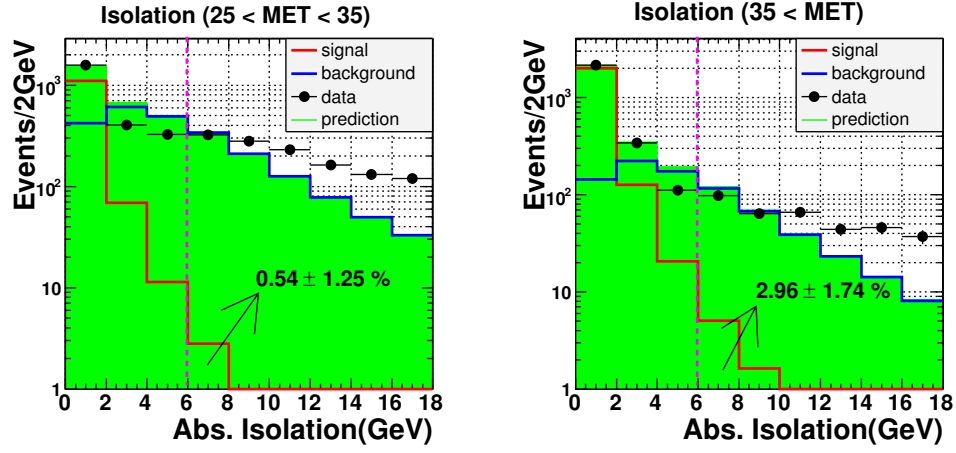 Isolation (25 < MET < 35)
Events/2GeV
signal
background
data
prediction
10³
10²
10
1
0.54 ± 1.25 %
0 2 4 6 8 10 12 14 16 18
Abs. Isolation(GeV)
Isolation (35 < MET)
Events/2GeV
signal
background
data
prediction
10³
10²
10
1
2.96 ± 1.74 %
0 2 4 6 8 10 12 14 16 18
Abs. Isolation(GeV)